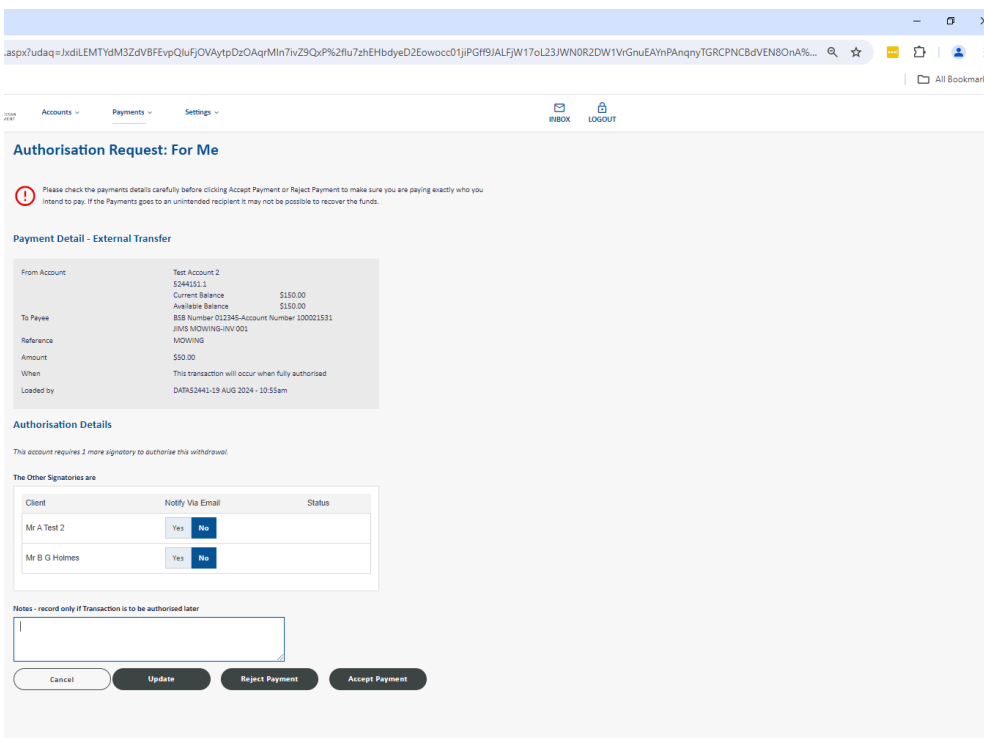 .aspx?udaq=JxdiLEMTYdM3ZdVBFEvpQluFjOVAytpDzOAqrMIn7ivZ9QxP%2flu7zhEHbdyeD2Eowocc01jiPGff9JALFjW17oL23JWN0R2DW1VrGnuEAYnPAnqnyTGRCPNCBdVEN8OnA%...
All Bookmark
Accounts
Payments
Settings
INBOX
LOGOUT
Authorisation Request: For Me
Please check the payments details carefully before clicking Accept Payment or Reject Payment to make sure you are paying exactly who you
intend to pay. If the Payments goes to an unintended recipient it may not be possible to recover the funds.
Payment Detail - External Transfer
From Account Test Account 2
52441S1.1
Current Balance $150.00
Available Balance $150.00
To Payee BSB Number 012345-Account Number 100021531
JIMS MOWING-INV 001
Reference MOWING
Amount $50.00
When This transaction will occur when fully authorised
Loaded by DATA52441-19 AUG 2024 - 10:55am
Authorisation Details
This account requires 1 more signatory to authorise this withdrawal.
The Other Signatories are
Client Notify Via Email Status
Mr A Test 2 Yes No
Mr B G Holmes Yes No
Notes - record only if Transaction is to be authorised later
Cancel Update Reject Payment Accept Payment